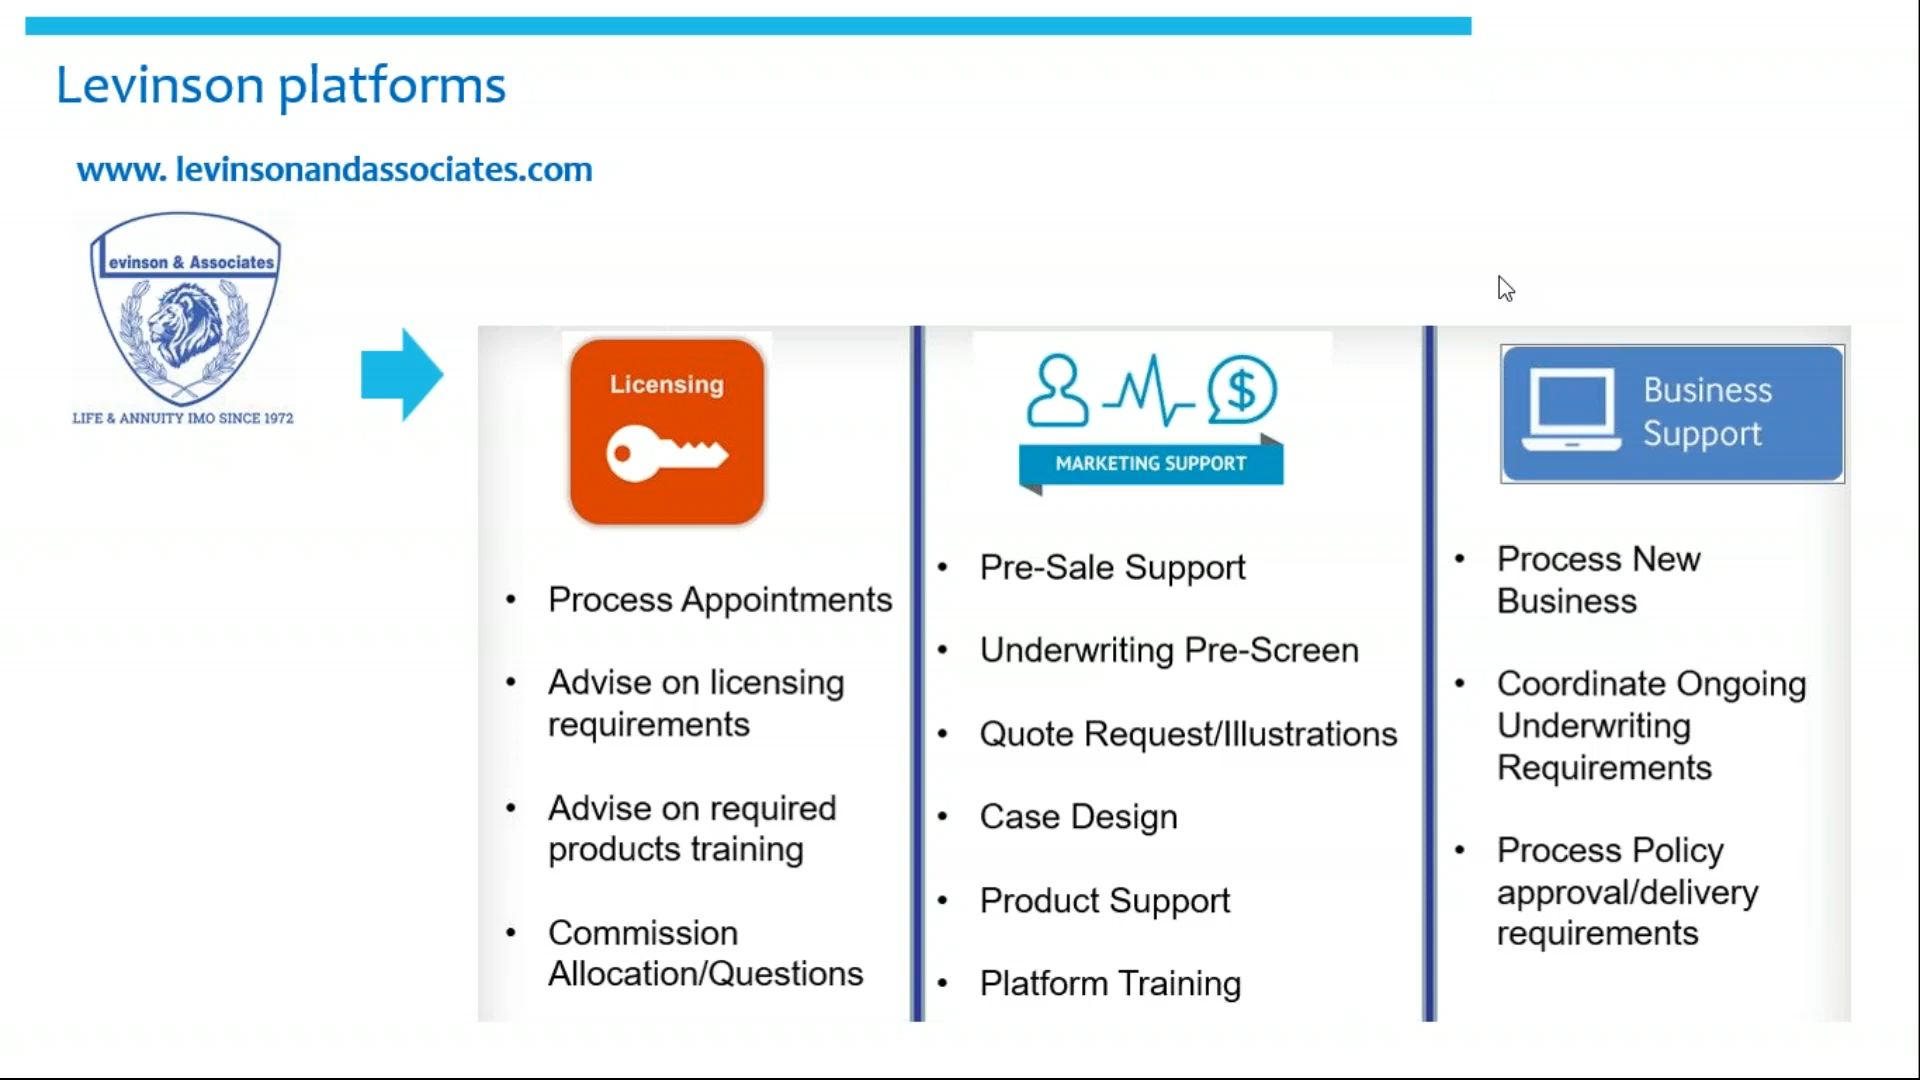 Levinson platforms
www. levinsonandassociates.com
Levinson & Associates
LIFE & ANNUITY IMO SINCE 1972
Licensing
• Process Appointments
• Advise on licensing
requirements
• Advise on required
products training
• Commission
Allocation/Questions
$
MARKETING SUPPORT
• Pre-Sale Support
• Underwriting Pre-Screen
• Quote Request/Illustrations
• Case Design
• Product Support
• Platform Training
Business
Support
• Process New
Business
• Coordinate Ongoing
Underwriting
Requirements
• Process Policy
approval/delivery
requirements